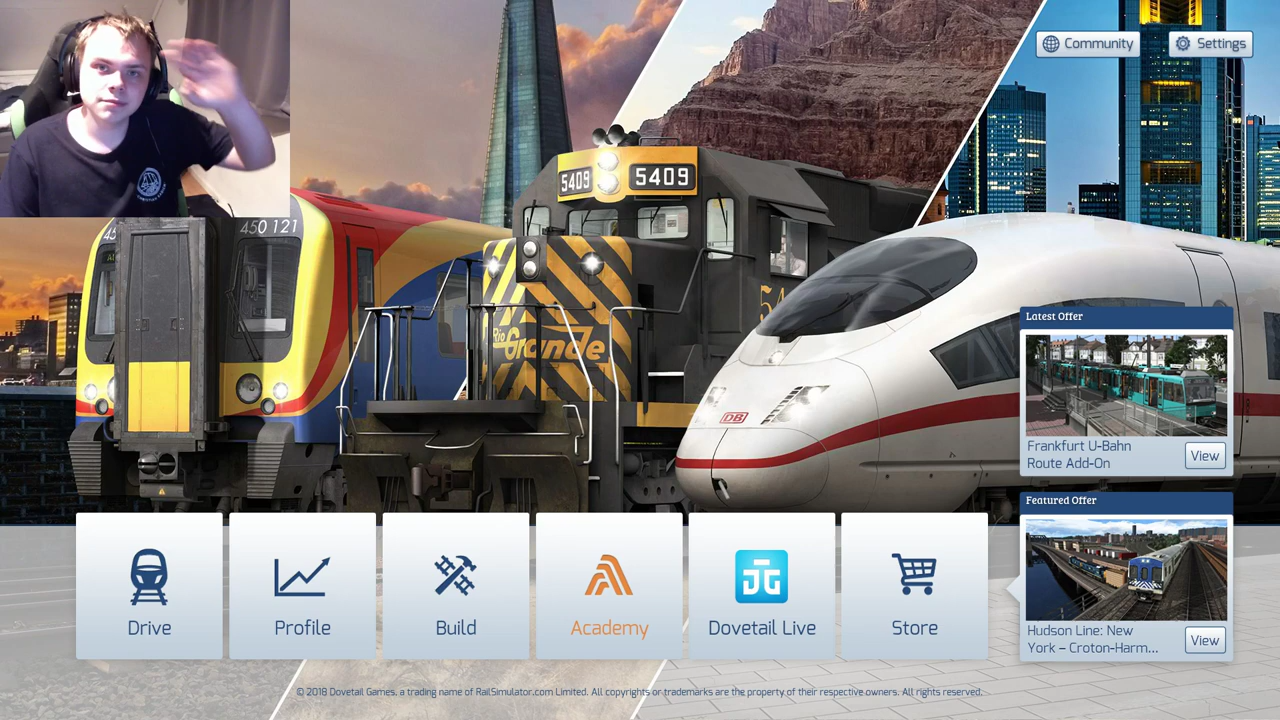 Community
Settings
5409
5409
450 121
Rio
Grande
DB
Latest Offer
Frankfurt U-Bahn
Route Add-On
View
Featured Offer
Hudson Line: New
York – Croton-Harm...
View
Drive
Profile
Build
Academy
Dovetail Live
Store
© 2018 Dovetail Games, a trading name of RailSimulator.com Limited. All copyrights or trademarks are the property of their respective owners. All rights reserved.